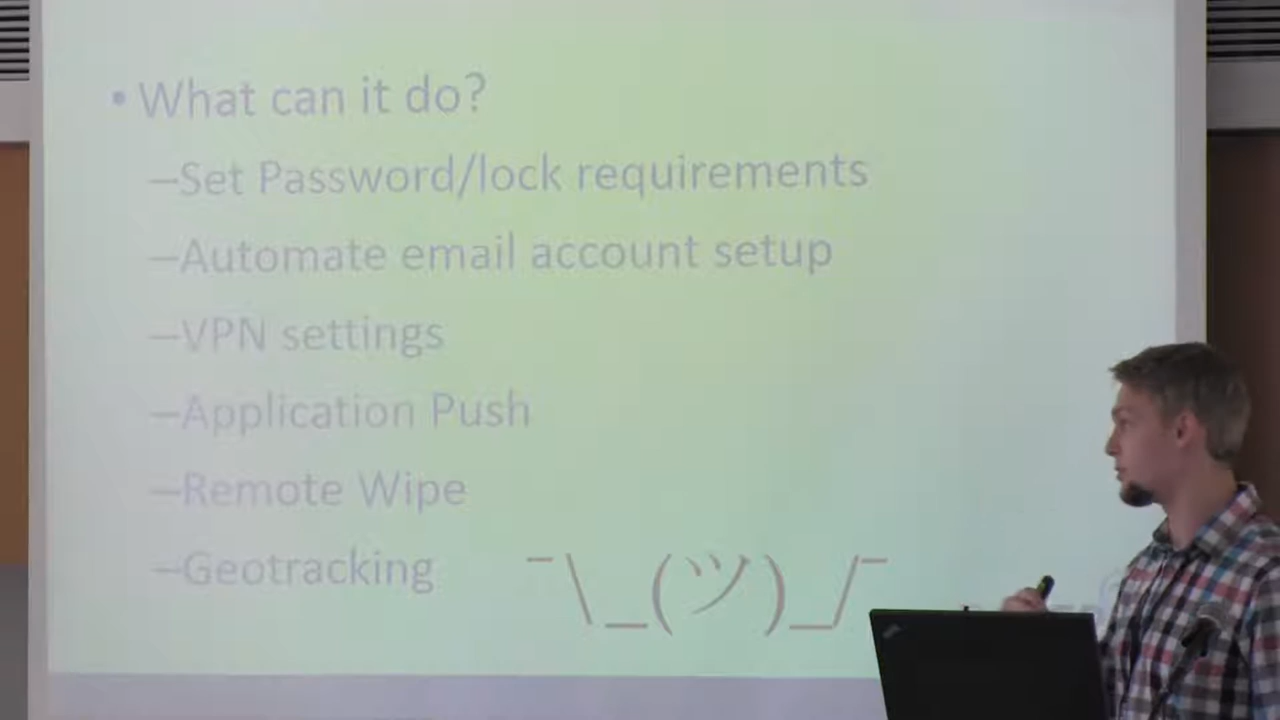 • What can it do?
–Set Password/lock requirements
–Automate email account setup
–VPN settings
–Application Push
–Remote Wipe
–Geotracking
¯\_(ツ)_/¯